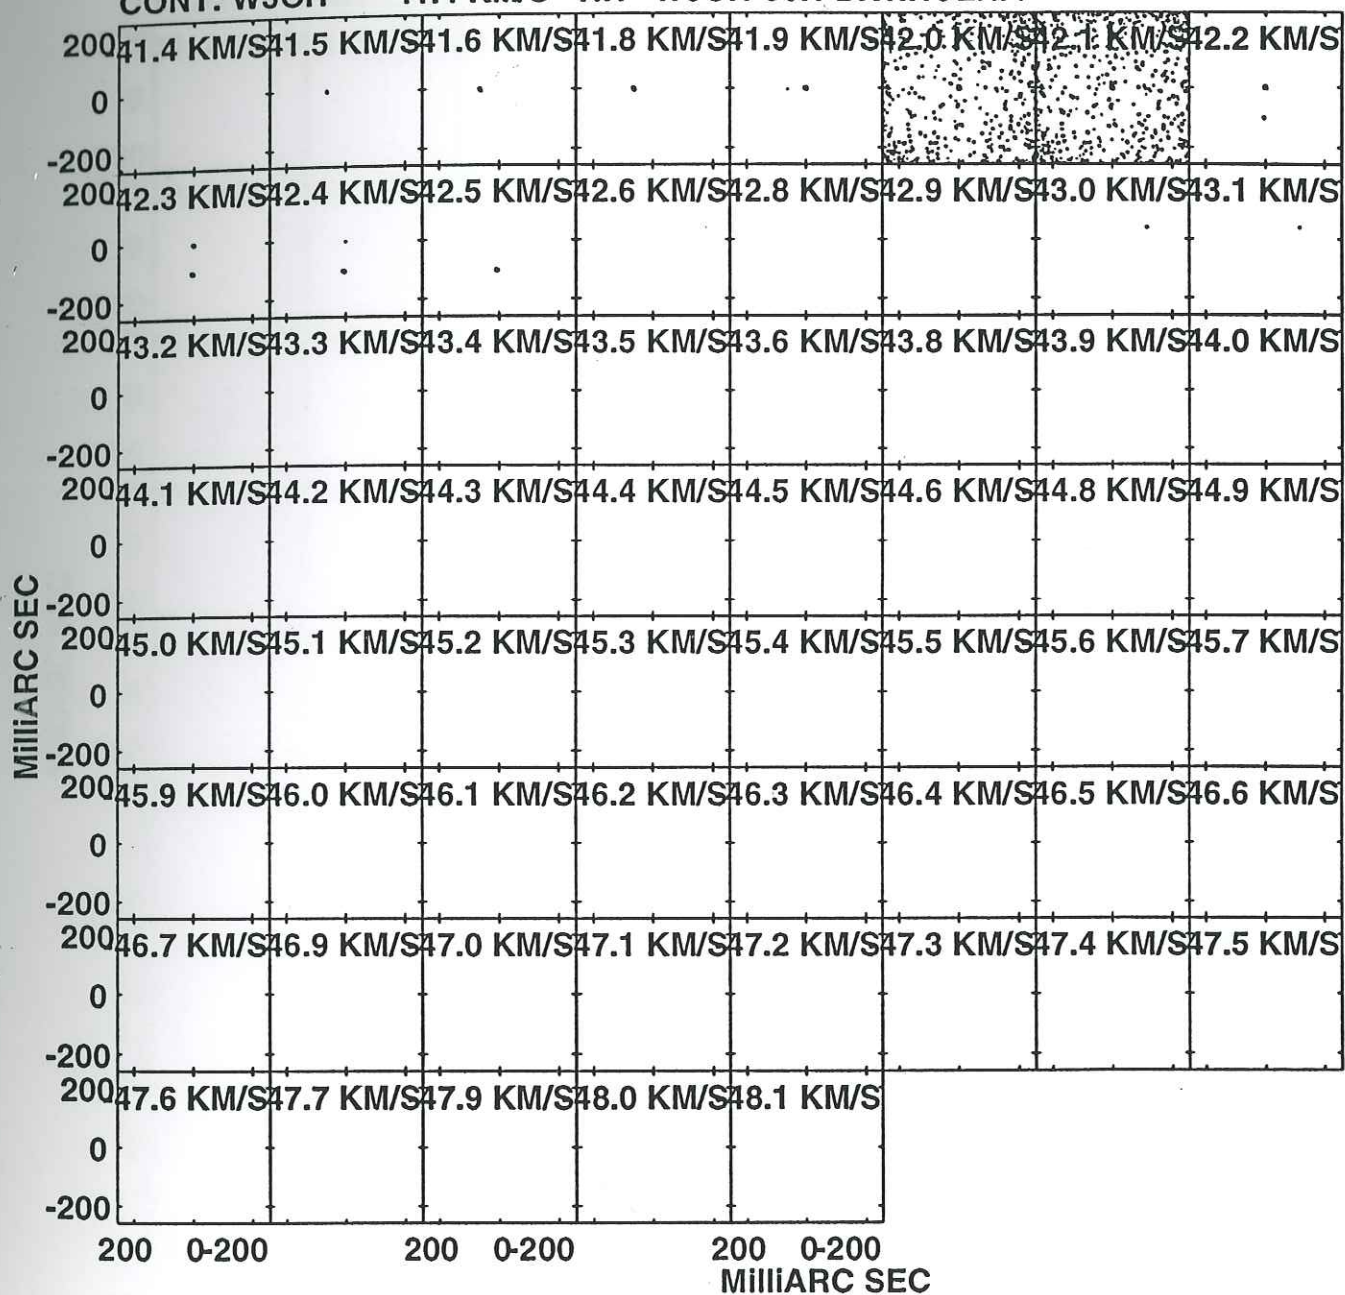 CONT: W3OH
200 41.4 KM/S 41.5 KM/S 41.6 KM/S 41.8 KM/S 41.9 KM/S 42.0 KM/S 42.1 KM/S 42.2 KM/S
0
-200
200 42.3 KM/S 42.4 KM/S 42.5 KM/S 42.6 KM/S 42.8 KM/S 42.9 KM/S 43.0 KM/S 43.1 KM/S
0
-200
200 43.2 KM/S 43.3 KM/S 43.4 KM/S 43.5 KM/S 43.6 KM/S 43.8 KM/S 43.9 KM/S 44.0 KM/S
0
-200
200 44.1 KM/S 44.2 KM/S 44.3 KM/S 44.4 KM/S 44.5 KM/S 44.6 KM/S 44.8 KM/S 44.9 KM/S
0
-200
200 45.0 KM/S 45.1 KM/S 45.2 KM/S 45.3 KM/S 45.4 KM/S 45.5 KM/S 45.6 KM/S 45.7 KM/S
0
-200
200 45.9 KM/S 46.0 KM/S 46.1 KM/S 46.2 KM/S 46.3 KM/S 46.4 KM/S 46.5 KM/S 46.6 KM/S
0
-200
200 46.7 KM/S 46.9 KM/S 47.0 KM/S 47.1 KM/S 47.2 KM/S 47.3 KM/S 47.4 KM/S 47.5 KM/S
0
-200
200 47.6 KM/S 47.7 KM/S 47.9 KM/S 48.0 KM/S 48.1 KM/S
0
-200
200 0-200 200 0-200 200 0-200
MilliARC SEC
MilliARC SEC